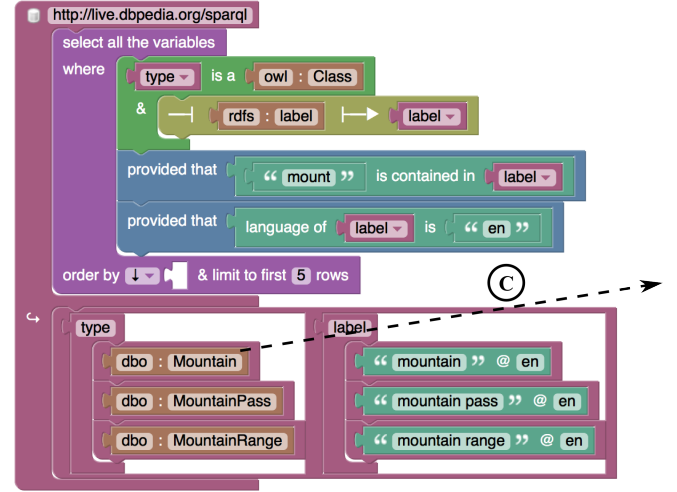 http://live.dbpedia.org/sparql
select all the variables
where type is a owl : Class
& rdfs : label label
provided that “ mount ” is contained in label
provided that language of label is “ en ”
order by ↓ & limit to first 5 rows
C
type label
dbo : Mountain “ mountain ” @ en
dbo : MountainPass “ mountain pass ” @ en
dbo : MountainRange “ mountain range ” @ en